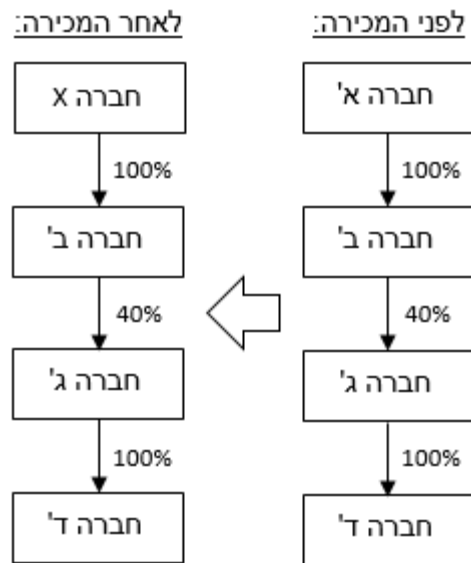 לפני המכירה:
חברה א'
100%
חברה ב'
40%
חברה ג'
100%
חברה ד'
לאחר המכירה:
חברה X
100%
חברה ב'
40%
חברה ג'
100%
חברה ד'